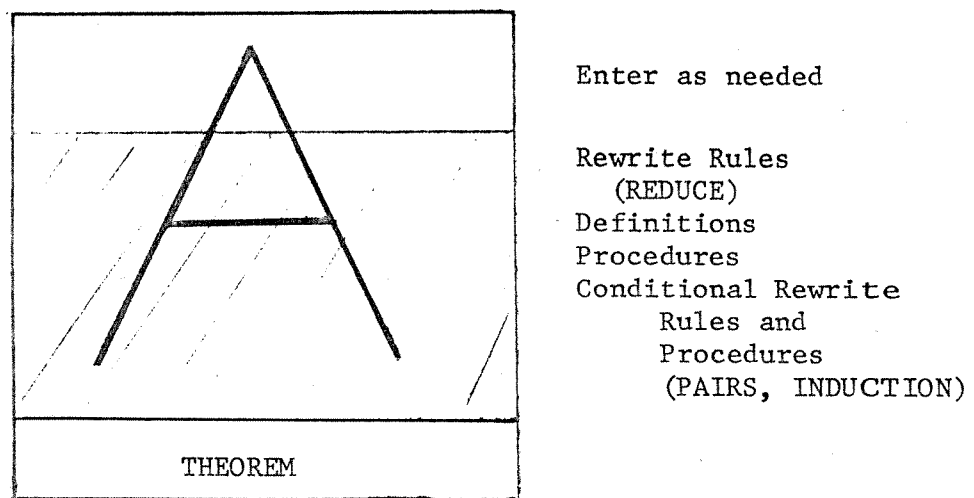 A
Enter as needed
Rewrite Rules
(REDUCE)
Definitions
Procedures
Conditional Rewrite
Rules and
Procedures
(PAIRS, INDUCTION)
THEOREM